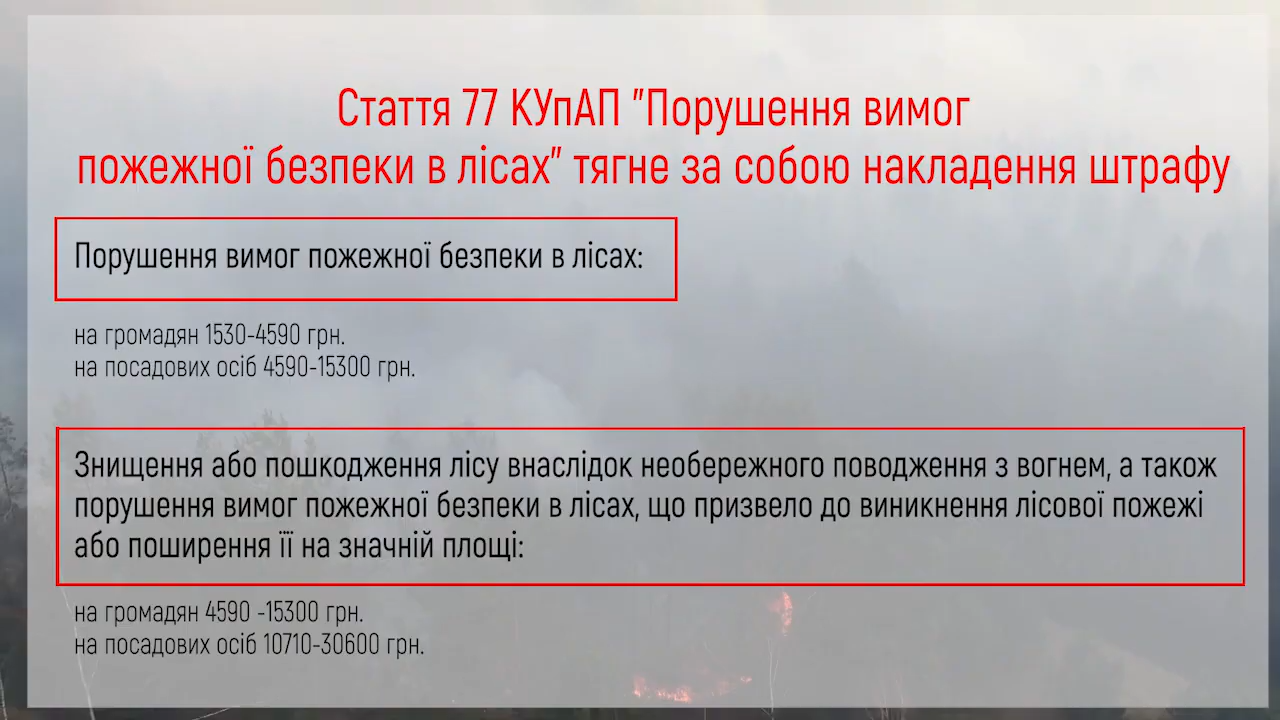 Стаття 77 КУпАП "Порушення вимог
пожежної безпеки в лісах" тягне за собою накладення штрафу
Порушення вимог пожежної безпеки в лісах:
на громадян 1530-4590 грн.
на посадових осіб 4590-15300 грн.
Знищення або пошкодження лісу внаслідок необережного поводження з вогнем, а також
порушення вимог пожежної безпеки в лісах, що призвело до виникнення лісової пожежі
або поширення її на значній площі:
на громадян 4590 -15300 грн.
на посадових осіб 10710-30600 грн.